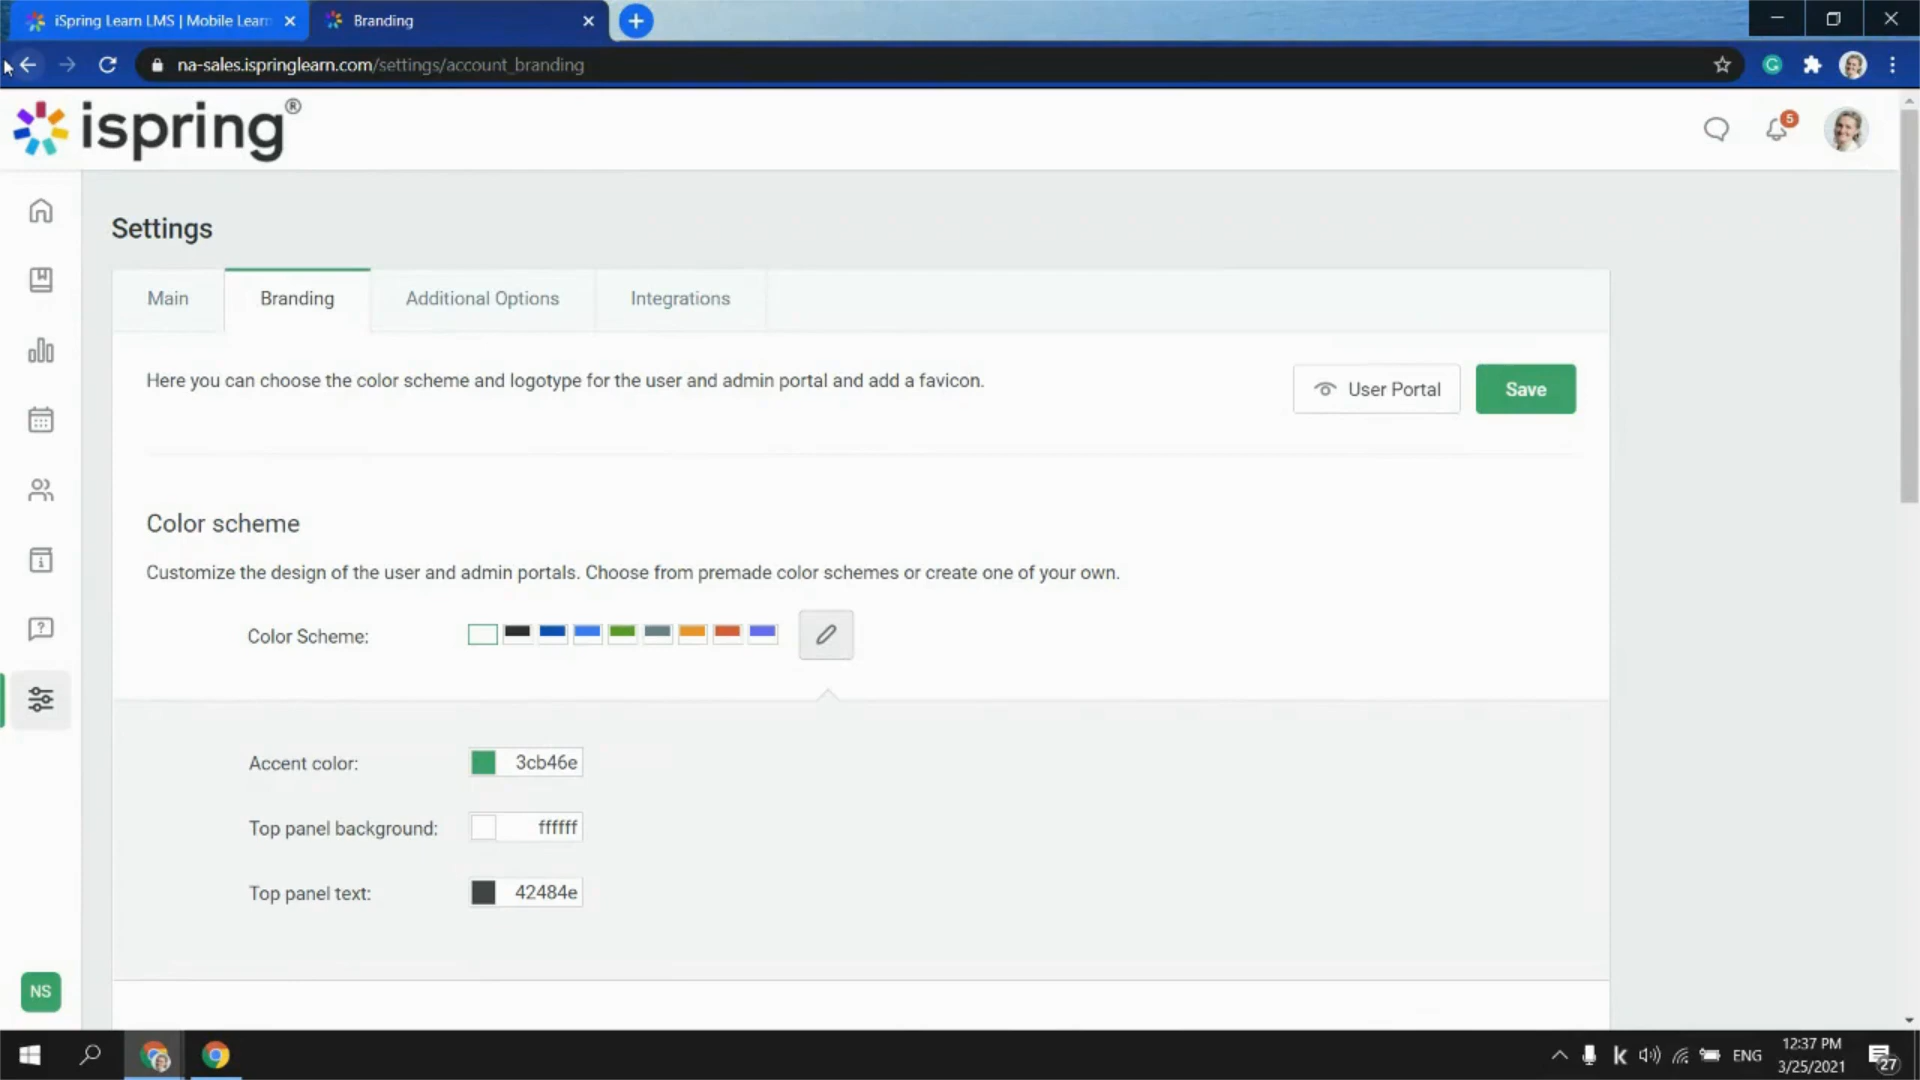 iSpring Learn LMS | Mobile Learn
Branding
na-sales.ispringlearn.com/settings/account_branding
ispring®
5
Settings
Main
Branding
Additional Options
Integrations
Here you can choose the color scheme and logotype for the user and admin portal and add a favicon.
User Portal
Save
Color scheme
Customize the design of the user and admin portals. Choose from premade color schemes or create one of your own.
Color Scheme:
Accent color:
3cb46e
Top panel background:
ffffff
Top panel text:
42484e
NS
ENG
12:37 PM
3/25/2021
27